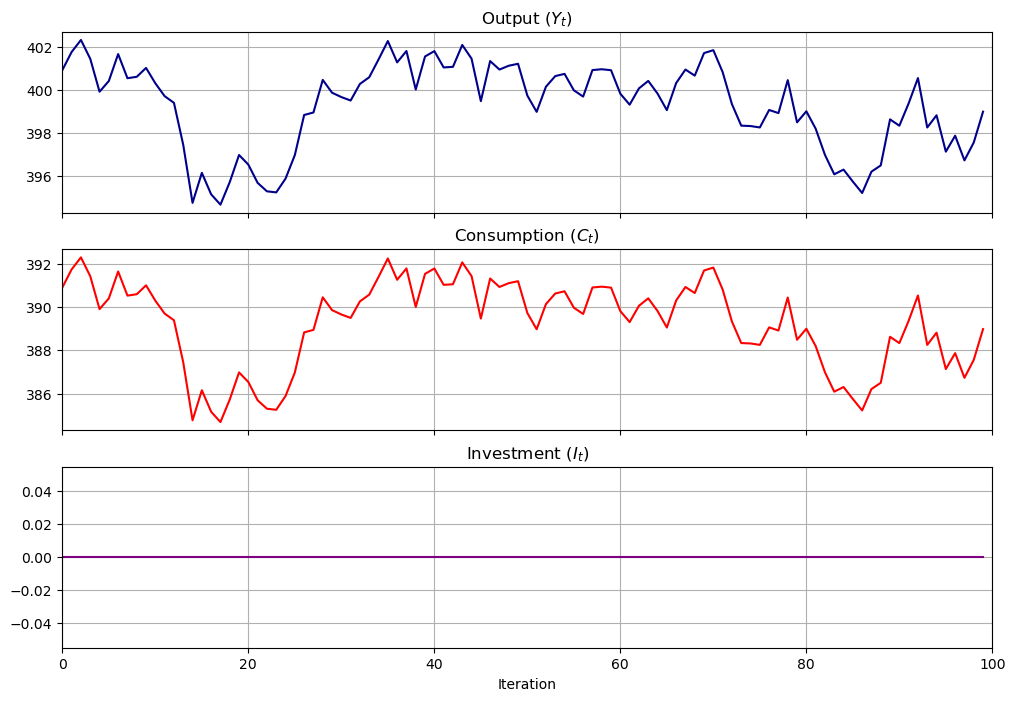 Output (Y_t)
402
400
398
396
Consumption (C_t)
392
390
388
386
Investment (I_t)
0.04
0.02
0.00
−0.02
−0.04
0 20 40 60 80 100
Iteration